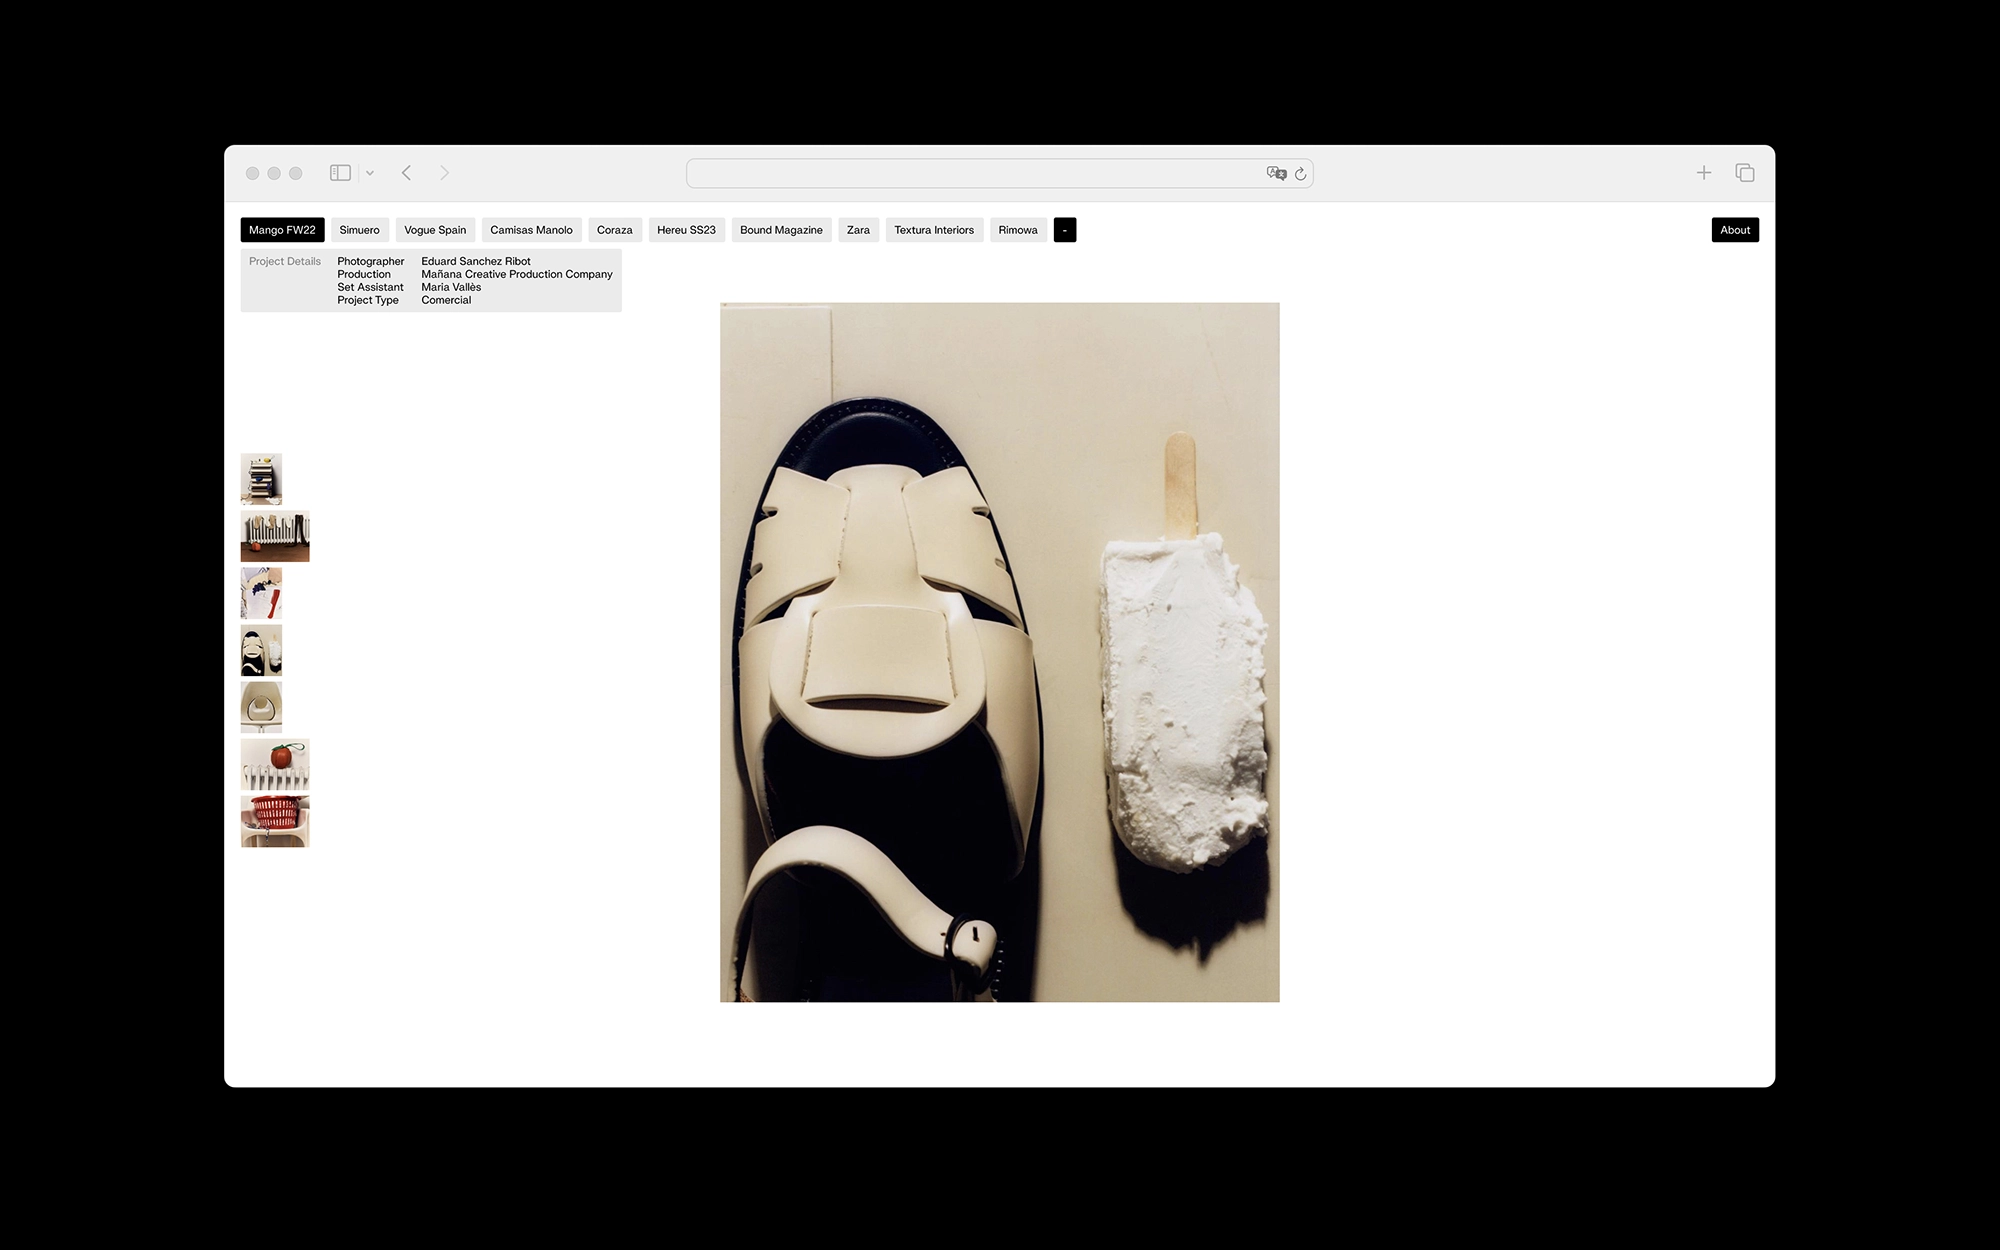 Mango FW22 Simuero Vogue Spain Camisas Manolo Coraza Hereu SS23 Bound Magazine Zara Textura Interiors Rimowa - About
Project Details Photographer Eduard Sanchez Ribot
Production Mañana Creative Production Company
Set Assistant Maria Vallès
Project Type Comercial